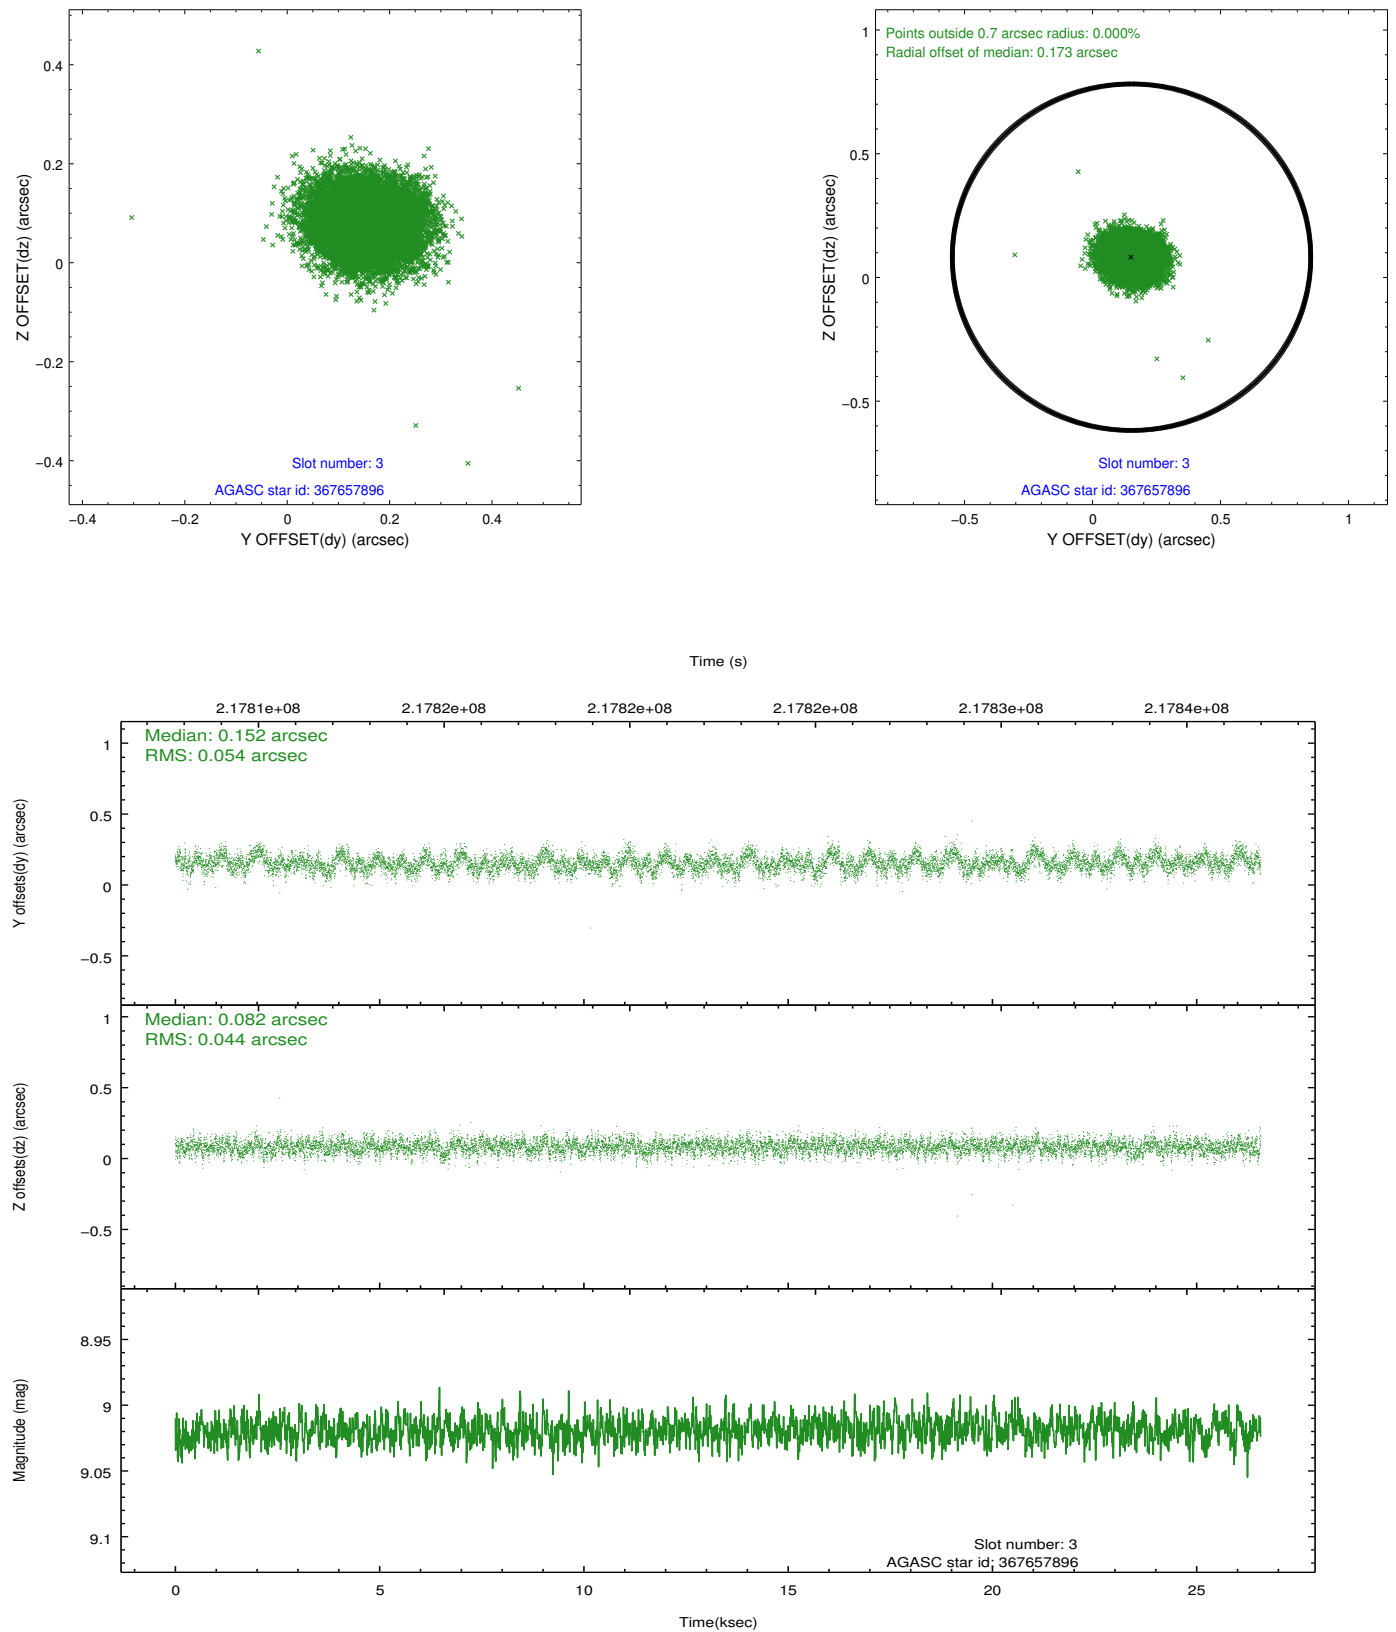 0.4
0.2
0
−0.2
−0.4
Z OFFSET(dz) (arcsec)
Slot number: 3
AGASC star id: 367657896
−0.4 −0.2 0 0.2 0.4
Y OFFSET(dy) (arcsec)
Points outside 0.7 arcsec radius: 0.000%
Radial offset of median: 0.173 arcsec
1
0.5
0
−0.5
Z OFFSET(dz) (arcsec)
Slot number: 3
AGASC star id: 367657896
−0.5 0 0.5 1
Y OFFSET(dy) (arcsec)
Time (s)
2.1781e+08 2.1782e+08 2.1782e+08 2.1782e+08 2.1783e+08 2.1784e+08
Median: 0.152 arcsec
RMS: 0.054 arcsec
1
0.5
0
−0.5
Y offsets(dy) (arcsec)
Median: 0.082 arcsec
RMS: 0.044 arcsec
1
0.5
0
−0.5
Z offsets(dz) (arcsec)
8.95
9
9.05
9.1
Magnitude (mag)
Slot number: 3
AGASC star id: 367657896
0 5 10 15 20 25
Time(ksec)